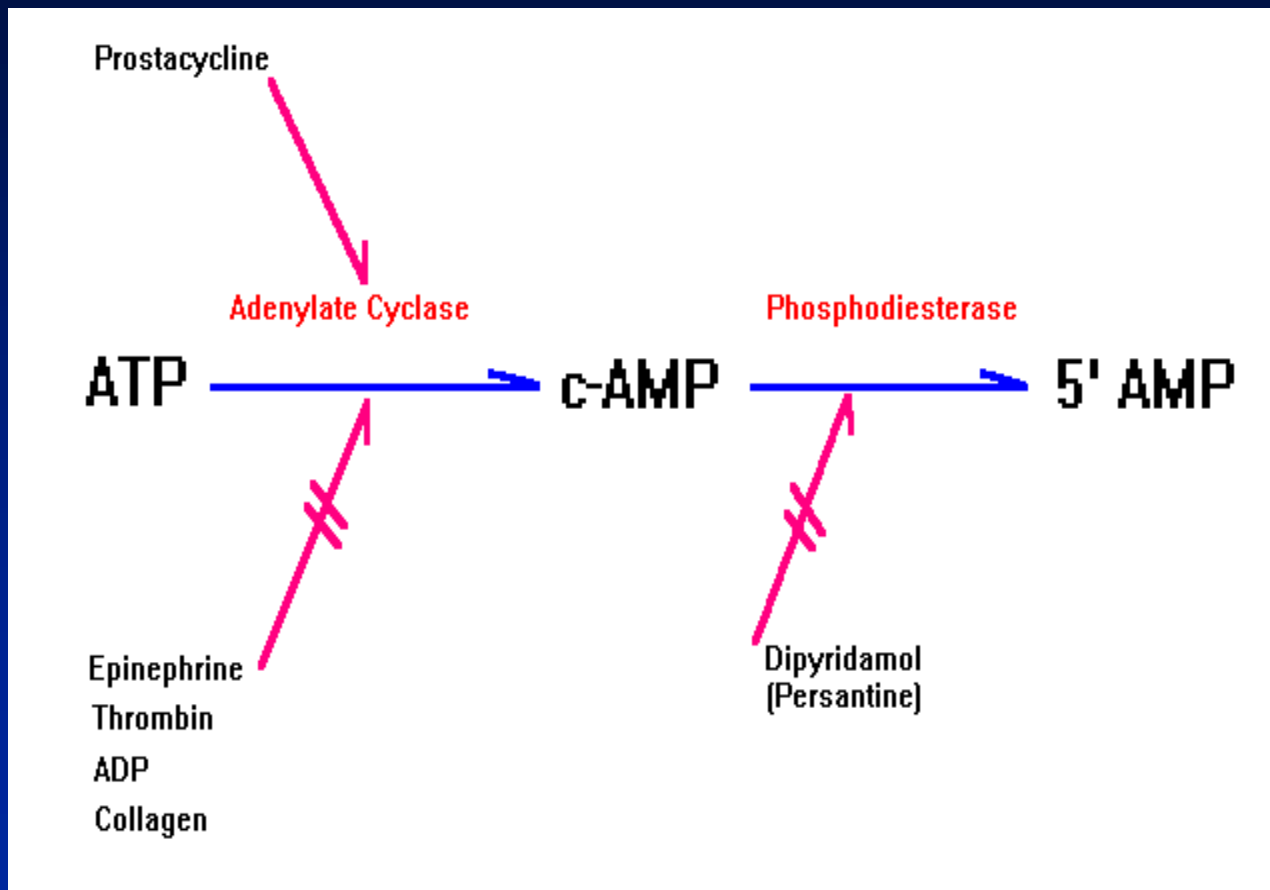 Prostacycline
Adenylate Cyclase
Phosphodiesterase
ATP
c-AMP
5' AMP
Epinephrine
Thrombin
ADP
Collagen
Dipyridamol
(Persantine)